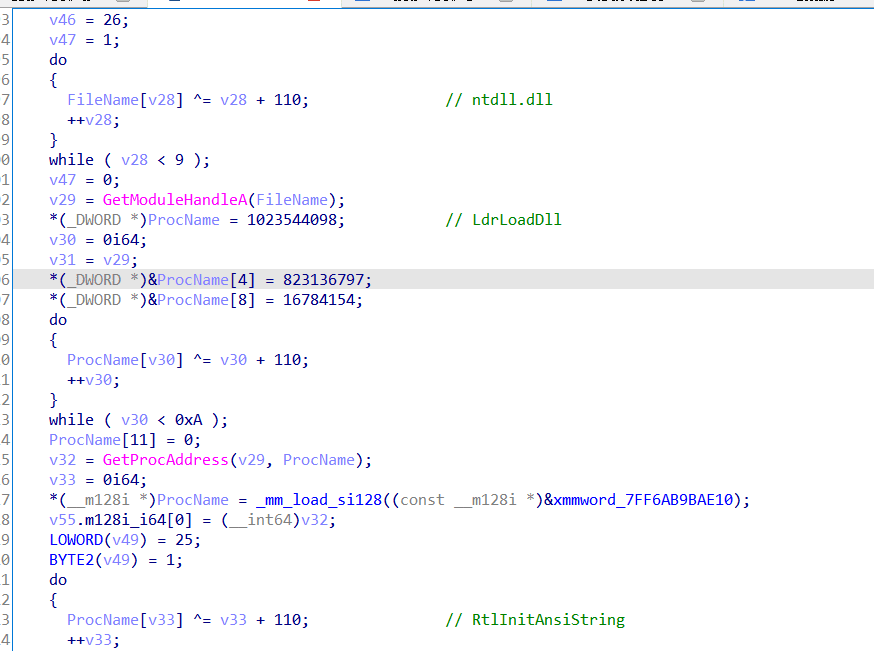 3 v46 = 26;
4 v47 = 1;
5 do
6 {
7 FileName[v28] ^= v28 + 110; // ntdll.dll
8 ++v28;
9 }
0 while ( v28 < 9 );
1 v47 = 0;
2 v29 = GetModuleHandleA(FileName);
3 *(_DWORD *)ProcName = 1023544098; // LdrLoadDll
4 v30 = 0i64;
5 v31 = v29;
6 *(_DWORD *)&ProcName[4] = 823136797;
7 *(_DWORD *)&ProcName[8] = 16784154;
8 do
9 {
0 ProcName[v30] ^= v30 + 110;
1 ++v30;
2 }
3 while ( v30 < 0xA );
4 ProcName[11] = 0;
5 v32 = GetProcAddress(v29, ProcName);
6 v33 = 0i64;
7 *(__m128i *)ProcName = _mm_load_si128((const __m128i *)&xmmword_7FF6AB9BAE10);
8 v55.m128i_i64[0] = (__int64)v32;
9 LOWORD(v49) = 25;
0 BYTE2(v49) = 1;
1 do
2 {
3 ProcName[v33] ^= v33 + 110; // RtlInitAnsiString
4 ++v33;